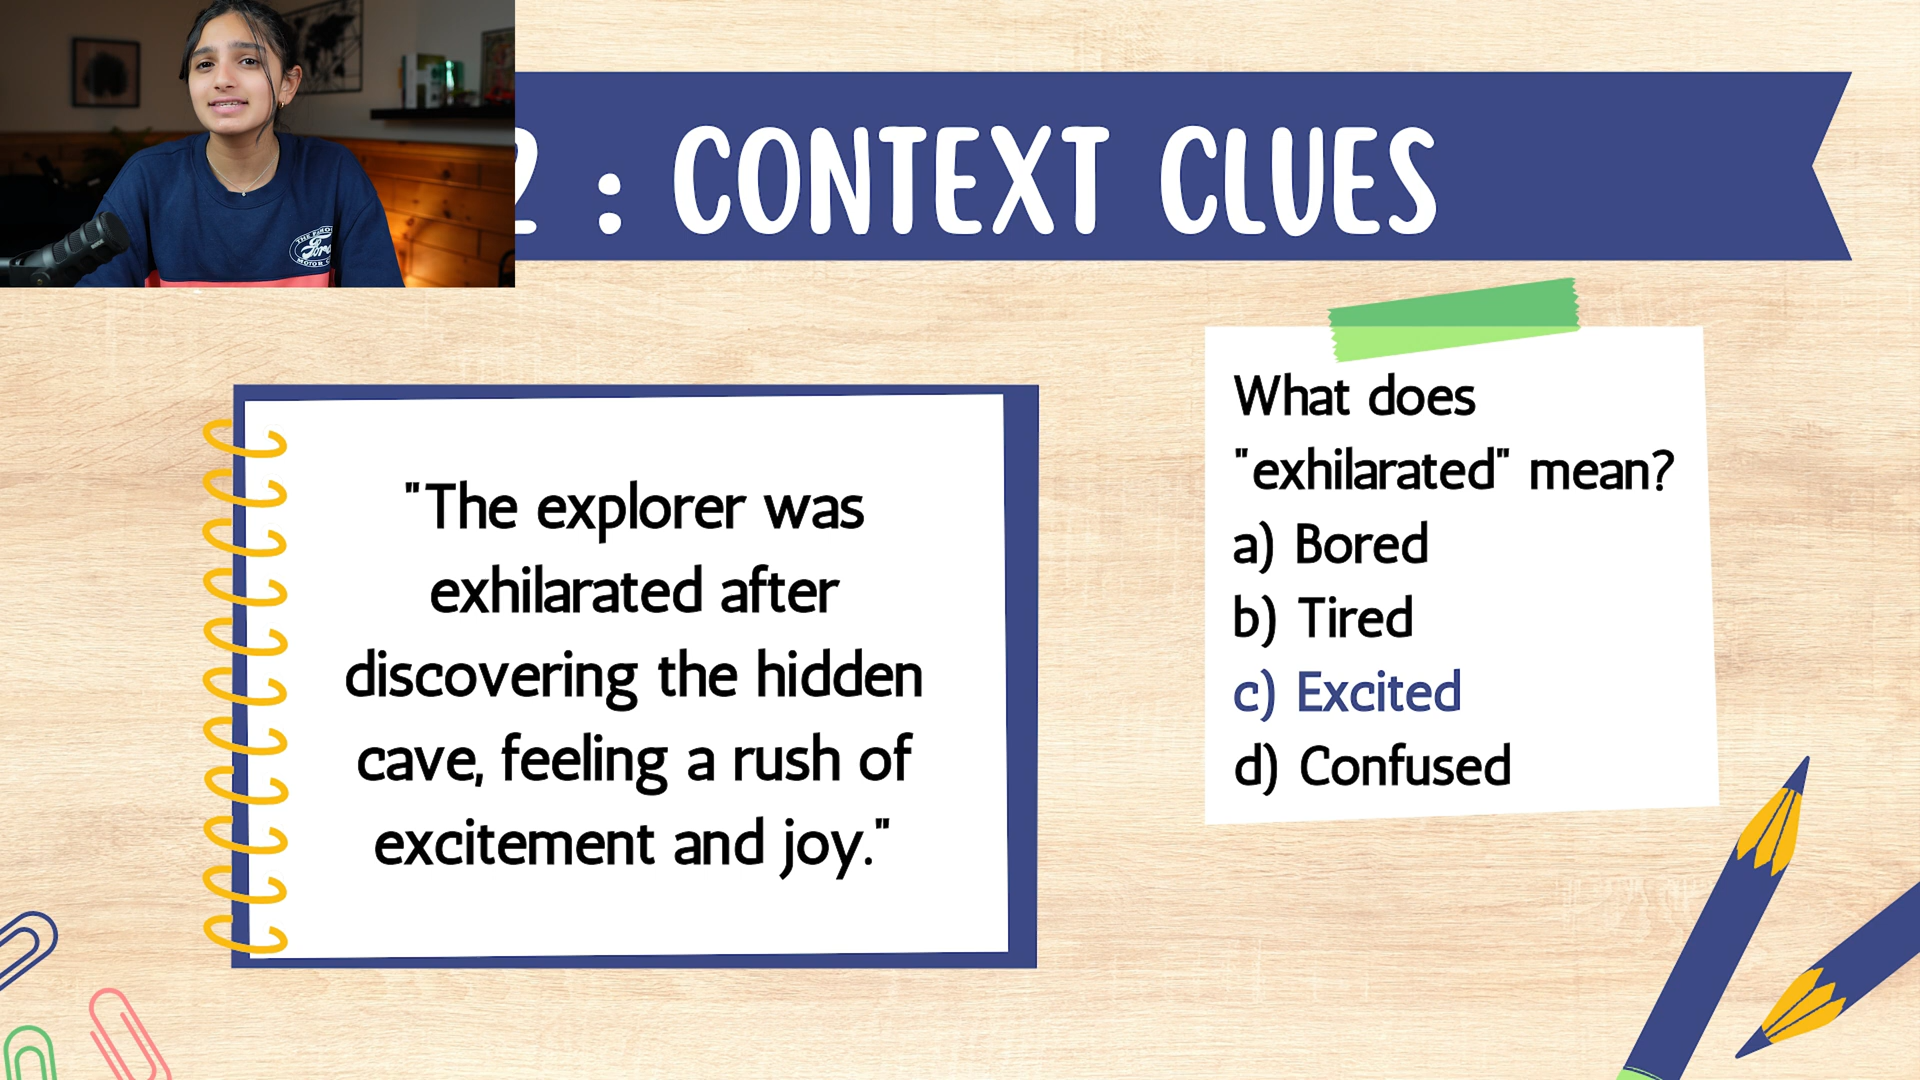 2 : CONTEXT CLUES
"The explorer was
exhilarated after
discovering the hidden
cave, feeling a rush of
excitement and joy."
What does
"exhilarated" mean?
a) Bored
b) Tired
c) Excited
d) Confused